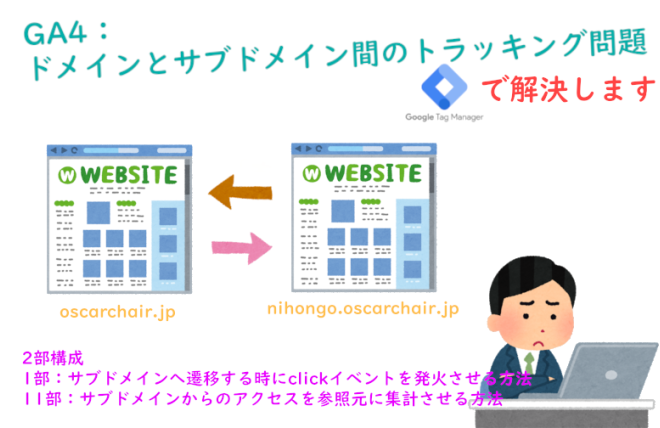 GA4：
ドメインとサブドメイン間のトラッキング問題
Google Tag Manager
で解決します
W WEBSITE
W WEBSITE
oscarchair.jp
nihongo.oscarchair.jp
2部構成
I部：サブドメインへ遷移する時にclickイベントを発火させる方法
II部：サブドメインからのアクセスを参照元に集計させる方法